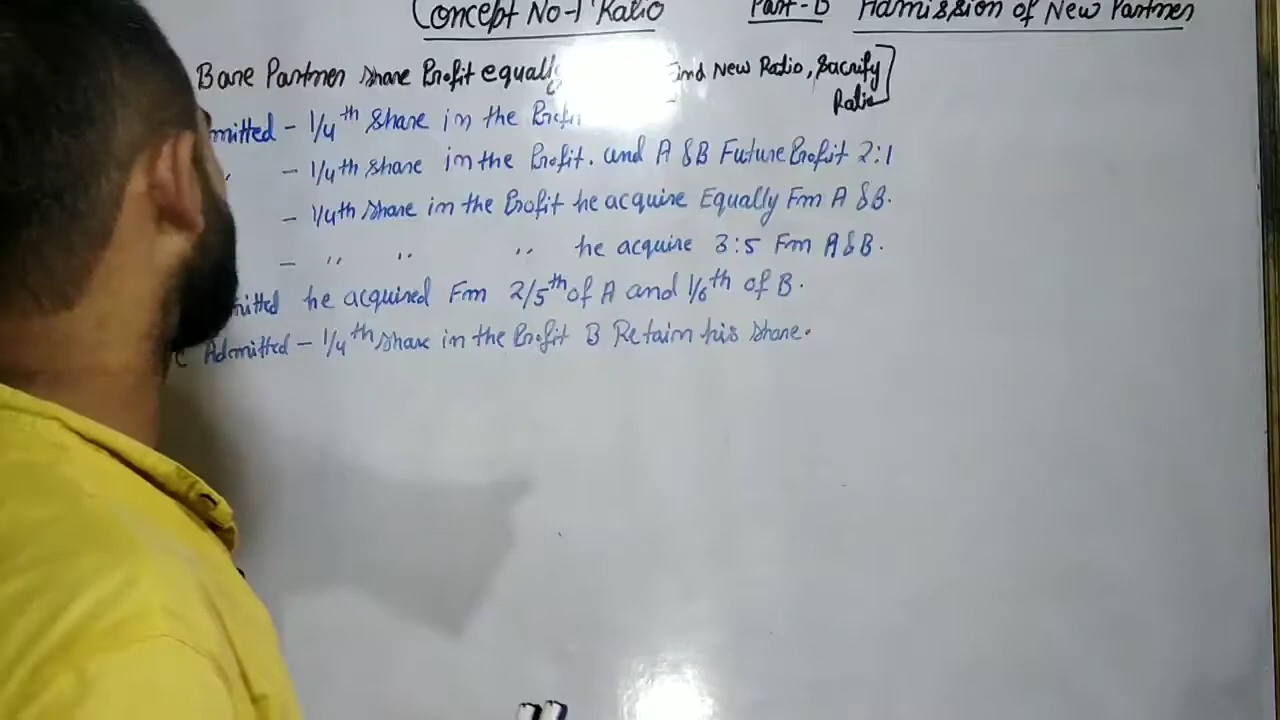 Concept No-1 Ratio Part-D Admission of New Partner
B are Partner share Profit equally Find New Ratio, Sacrify Ratio]
mitted - 1/4th share in the Profit
,, - 1/4th share in the Profit. and A & B Future Profit 2:1
- 1/4th share in the Profit he acquire Equally Fm A & B.
- ,, ,, ,, he acquire 3:5 Fm A & B.
mitted he acquired Fm 2/5th of A and 1/6th of B.
C Admitted - 1/4th share in the Profit B Retain his share.